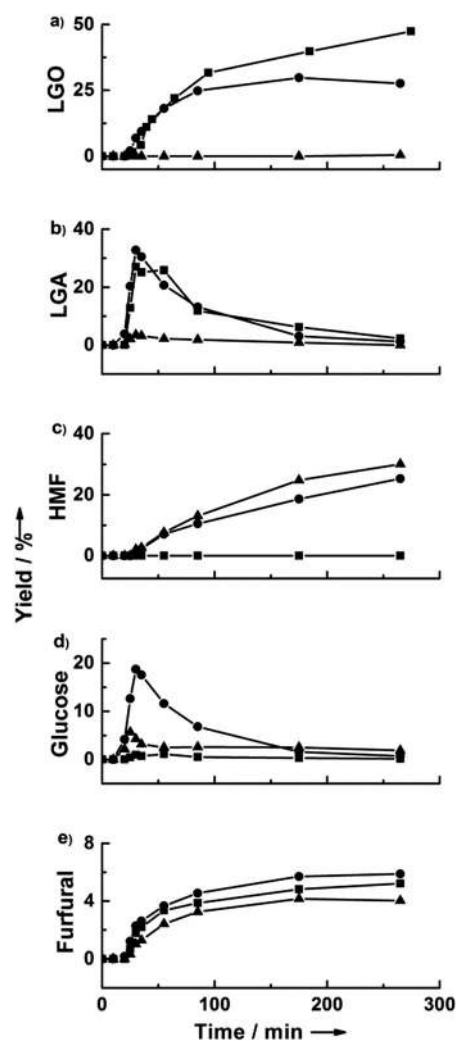 a)
50
25
0
LGO
b)
40
20
0
LGA
c)
40
20
0
HMF
Yield / % →
d)
20
10
0
Glucose
e)
8
4
0
Furfural
0 100 200 300
Time / min →